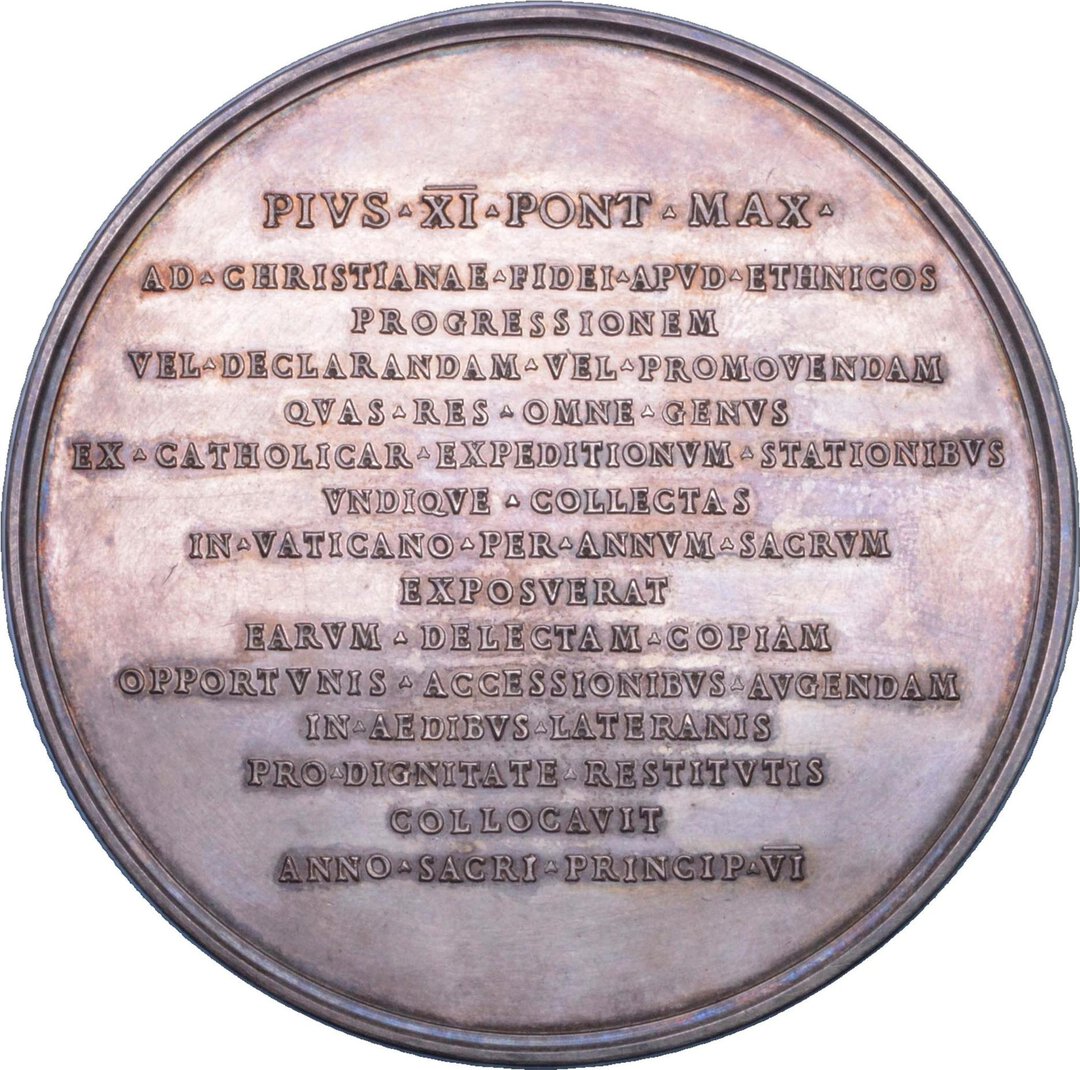 PIVS · X̅I̅ · PONT · MAX ·
AD · CHRISTIANAE · FIDEI · APVD · ETHNICOS
PROGRESSIONEM
VEL · DECLARANDAM · VEL · PROMOVENDAM
QVAS · RES · OMNE · GENVS
EX · CATHOLICAR · EXPEDITIONVM · STATIONIBVS
VNDIQVE · COLLECTAS
IN · VATICANO · PER · ANNVM · SACRVM
EXPOSVERAT
EARVM · DELECTAM · COPIAM
OPPORTVNIS · ACCESSIONIBVS · AVGENDAM
IN · AEDIBVS · LATERANIS
PRO · DIGNITATE · RESTITVTIS
COLLOCAVIT
ANNO · SACRI · PRINCIP · V̅I̅